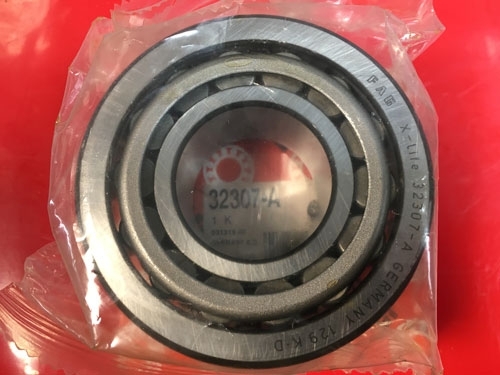 FAG X-life 32307-A GERMANY 129 K-D
32307-A
1 K